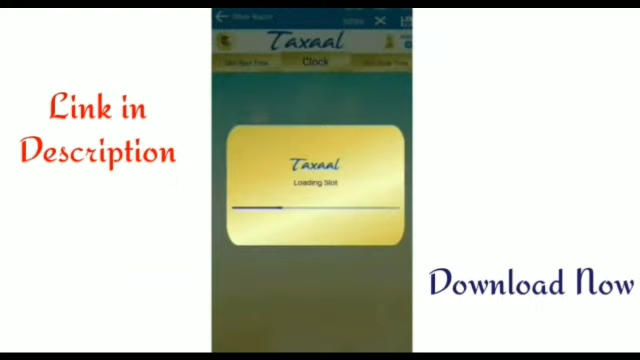 Taxaal
Clock
Link in
Description
Taxaal
Loading Slot
Download Now